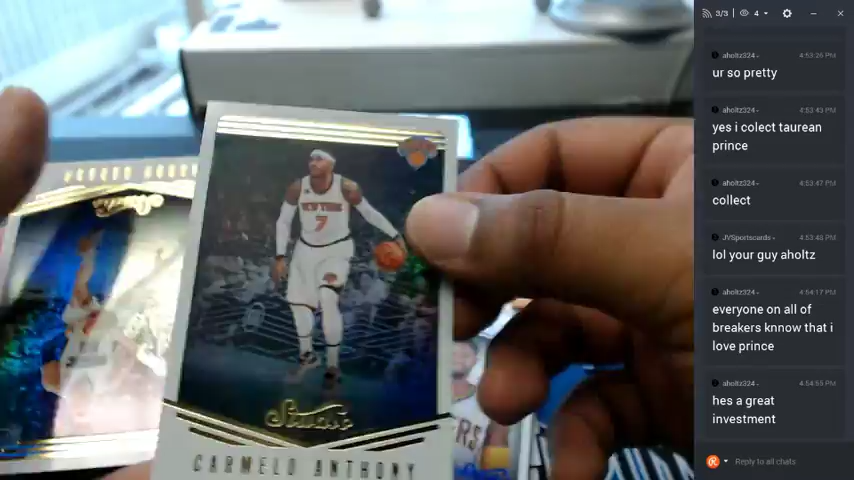 3/3 | 4
aholtz324
4:53:26 PM
ur so pretty
aholtz324
4:53:43 PM
yes i colect taurean
prince
aholtz324
4:53:47 PM
collect
JVSportscards
4:53:48 PM
lol your guy aholtz
aholtz324
4:54:17 PM
everyone on all of
breakers knnow that i
love prince
aholtz324
4:54:55 PM
hes a great
investment
Reply to all chats
NEW YORK
7
Studio
CARMELO ANTHONY
ERS